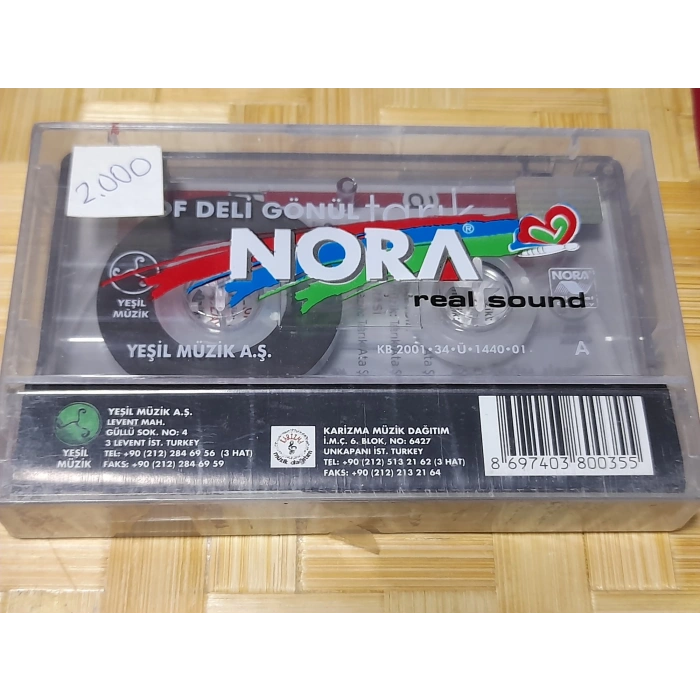 2.000
OF DELİ GÖNÜL tarık
NORA®
real sound
NORA
YEŞİL
MÜZİK
YEŞİL MÜZİK A.Ş.
KB 2001·34·Ü·1440·01
A
YEŞİL
MÜZİK
YEŞİL MÜZİK A.Ş.
LEVENT MAH.
GÜLLÜ SOK. NO: 4
3 LEVENT İST. TURKEY
TEL: +90 (212) 284 69 56 (3 HAT)
FAKS: +90 (212) 284 69 59
KARİZMA MÜZİK DAĞITIM
İ.M.Ç. 6. BLOK, NO: 6427
UNKAPANI İST. TURKEY
TEL: +90 (212) 513 21 62 (3 HAT)
FAKS: +90 (212) 213 21 64
8 697403 800355